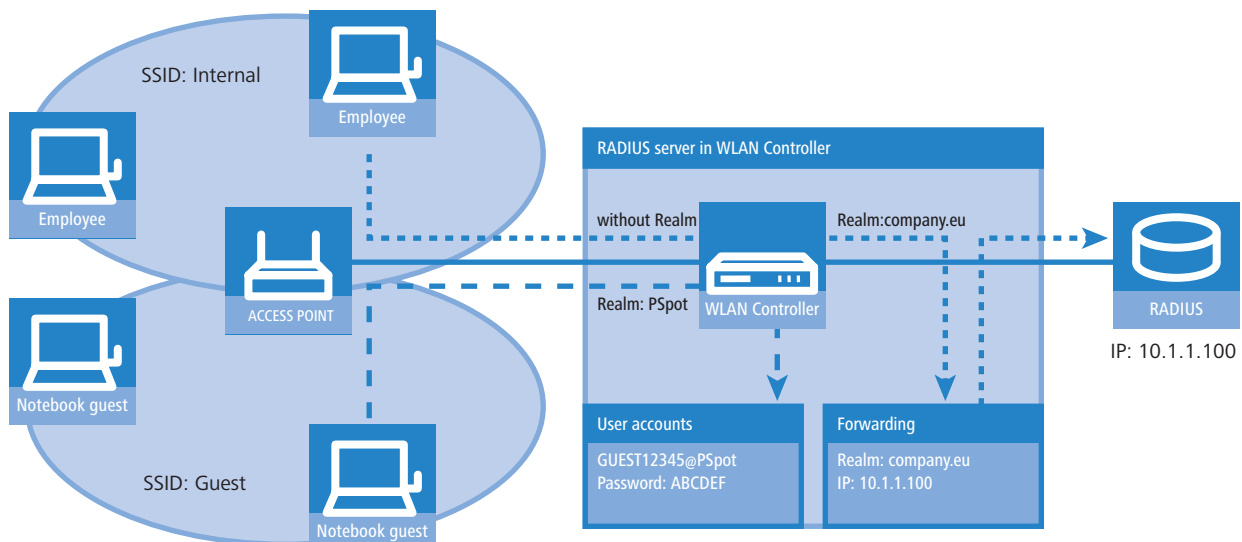 SSID: Internal
Employee
Employee
ACCESS POINT
Notebook guest
SSID: Guest
Notebook guest
RADIUS server in WLAN Controller
without Realm
Realm:company.eu
Realm: PSpot
WLAN Controller
User accounts
GUEST12345@PSpot
Password: ABCDEF
Forwarding
Realm: company.eu
IP: 10.1.1.100
RADIUS
IP: 10.1.1.100